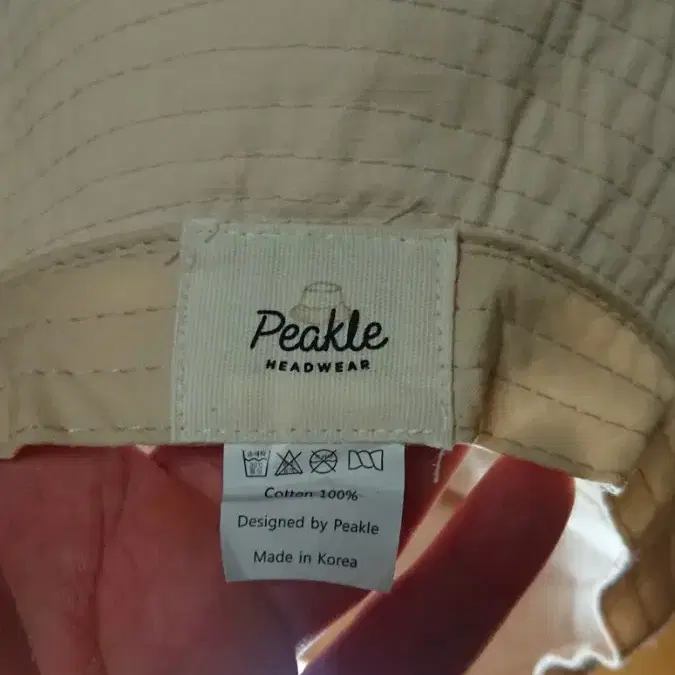 Peakle
HEADWEAR
Cotton 100%
Designed by Peakle
Made in Korea